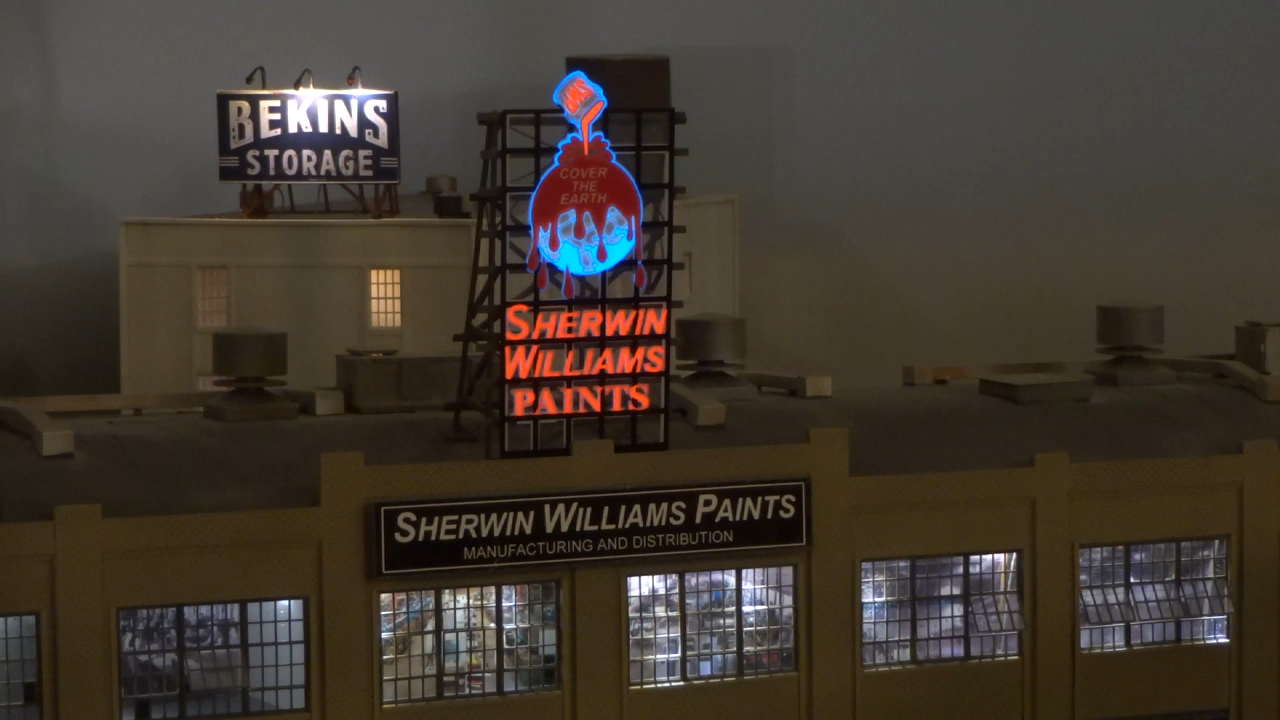 BEKINS
STORAGE
COVER
THE
EARTH
SHERWIN
WILLIAMS
PAINTS
SHERWIN WILLIAMS PAINTS
MANUFACTURING AND DISTRIBUTION